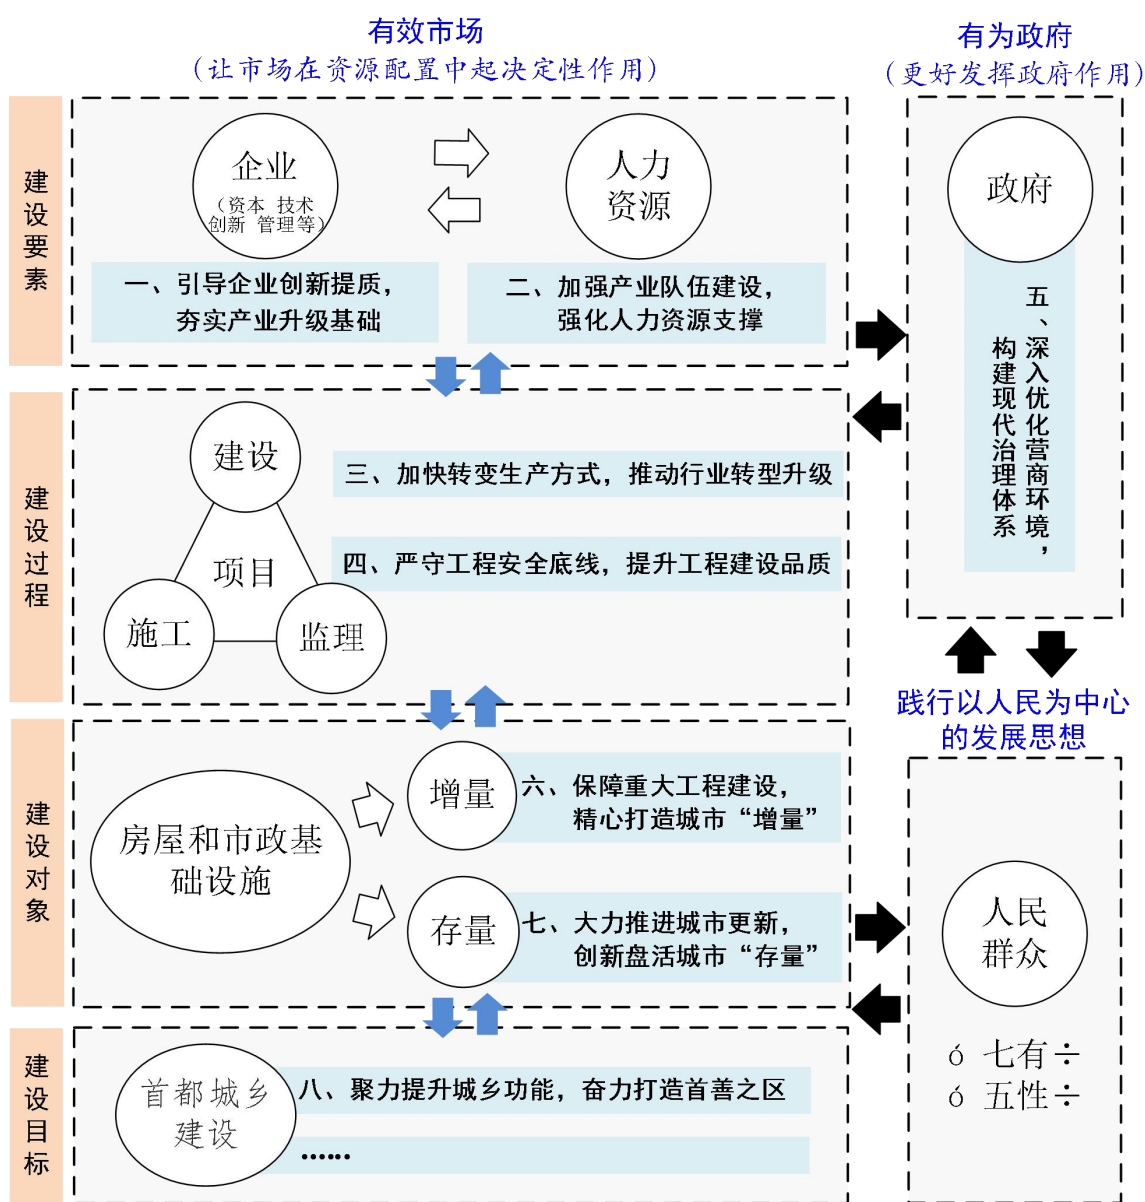 有效市场
（让市场在资源配置中起决定性作用）
有为政府
（更好发挥政府作用）
建设要素
企业
（资本 技术
创新 管理等）
人力
资源
一、引导企业创新提质，
夯实产业升级基础
二、加强产业队伍建设，
强化人力资源支撑
政府
五、深入优化营商环境，
构建现代治理体系
建设过程
建设
项目
施工
监理
三、加快转变生产方式，推动行业转型升级
四、严守工程安全底线，提升工程建设品质
践行以人民为中心
的发展思想
建设对象
房屋和市政基
础设施
增量
六、保障重大工程建设，
精心打造城市“增量”
存量
七、大力推进城市更新，
创新盘活城市“存量”
人民
群众
ó 七有÷
ó 五性÷
建设目标
首都城乡
建设
八、聚力提升城乡功能，奋力打造首善之区
……